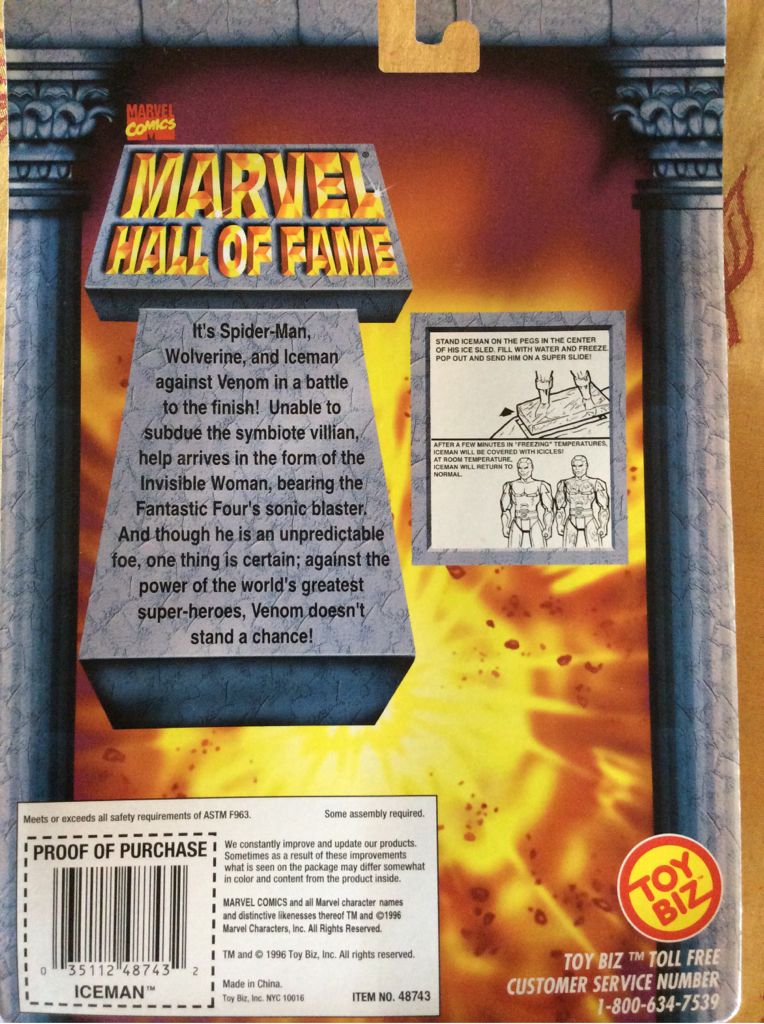 MARVEL
COMICS
M
MARVEL®
HALL OF FAME
It's Spider-Man,
Wolverine, and Iceman
against Venom in a battle
to the finish! Unable to
subdue the symbiote villian,
help arrives in the form of the
Invisible Woman, bearing the
Fantastic Four's sonic blaster.
And though he is an unpredictable
foe, one thing is certain; against the
power of the world's greatest
super-heroes, Venom doesn't
stand a chance!
STAND ICEMAN ON THE PEGS IN THE CENTER
OF HIS ICE SLED. FILL WITH WATER AND FREEZE.
POP OUT AND SEND HIM ON A SUPER SLIDE!
AFTER A FEW MINUTES IN "FREEZING" TEMPERATURES,
ICEMAN WILL BE COVERED WITH ICICLES!
AT ROOM TEMPERATURE,
ICEMAN WILL RETURN TO
NORMAL.
Meets or exceeds all safety requirements of ASTM F963. Some assembly required.
PROOF OF PURCHASE
0 35112 48743 2
ICEMAN™
We constantly improve and update our products.
Sometimes as a result of these improvements
what is seen on the package may differ somewhat
in color and content from the product inside.
MARVEL COMICS and all Marvel character names
and distinctive likenesses thereof TM and ©1996
Marvel Characters, Inc. All Rights Reserved.
TM and © 1996 Toy Biz, Inc. All rights reserved.
Made in China.
Toy Biz, Inc. NYC 10016 ITEM NO. 48743
TOY
BIZ
TOY BIZ ™ TOLL FREE
CUSTOMER SERVICE NUMBER
1-800-634-7539